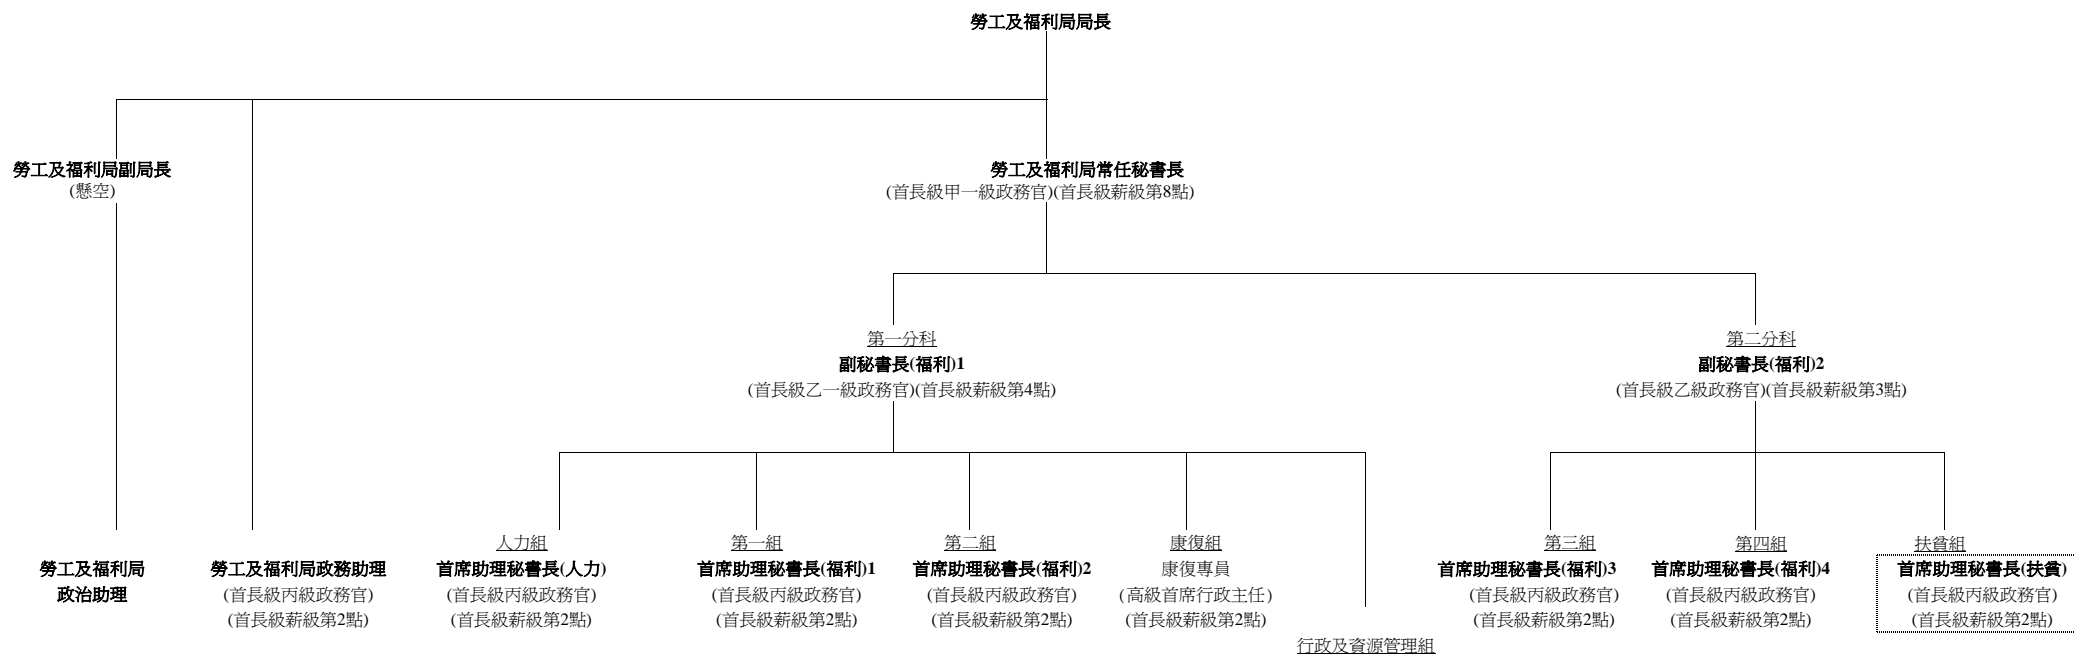 勞工及福利局局長
勞工及福利局副局長
(懸空)
勞工及福利局常任秘書長
(首長級甲一級政務官)(首長級薪級第8點)
第一分科
副秘書長(福利)1
(首長級乙一級政務官)(首長級薪級第4點)
第二分科
副秘書長(福利)2
(首長級乙級政務官)(首長級薪級第3點)
勞工及福利局
政治助理
勞工及福利局政務助理
(首長級丙級政務官)
(首長級薪級第2點)
人力組
首席助理秘書長(人力)
(首長級丙級政務官)
(首長級薪級第2點)
第一組
首席助理秘書長(福利)1
(首長級丙級政務官)
(首長級薪級第2點)
第二組
首席助理秘書長(福利)2
(首長級丙級政務官)
(首長級薪級第2點)
康復組
康復專員
(高級首席行政主任)
(首長級薪級第2點)
行政及資源管理組
第三組
首席助理秘書長(福利)3
(首長級丙級政務官)
(首長級薪級第2點)
第四組
首席助理秘書長(福利)4
(首長級丙級政務官)
(首長級薪級第2點)
扶貧組
首席助理秘書長(扶貧)
(首長級丙級政務官)
(首長級薪級第2點)